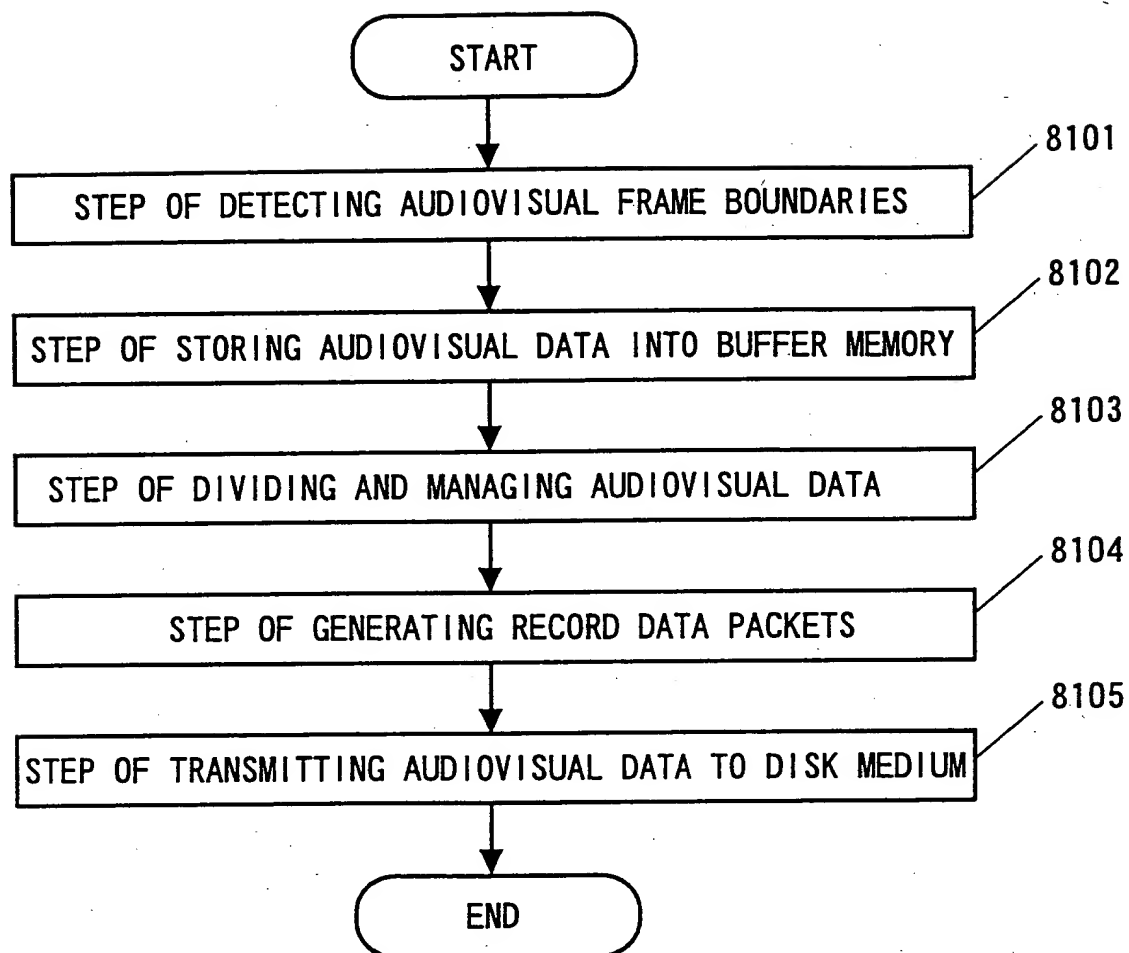 START
8101
STEP OF DETECTING AUDIOVISUAL FRAME BOUNDARIES
8102
STEP OF STORING AUDIOVISUAL DATA INTO BUFFER MEMORY
8103
STEP OF DIVIDING AND MANAGING AUDIOVISUAL DATA
8104
STEP OF GENERATING RECORD DATA PACKETS
8105
STEP OF TRANSMITTING AUDIOVISUAL DATA TO DISK MEDIUM
END